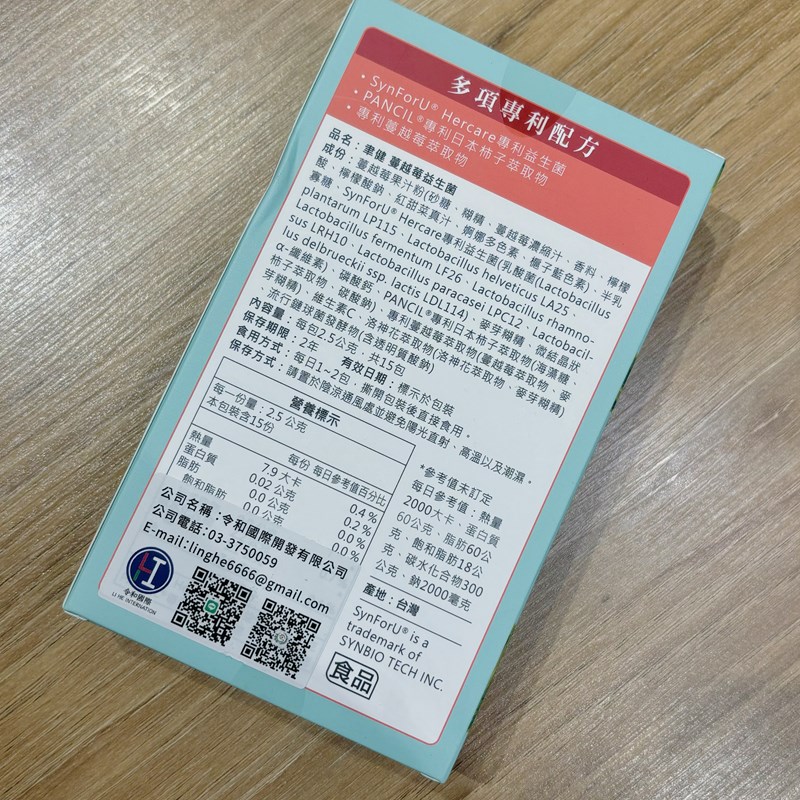 多項專利配方
・SynForU® Hercare專利益生菌
・PANCIL®專利日本柿子萃取物
・專利蔓越莓萃取物
品名：聿健 蔓越莓益生菌
成份：蔓越莓果汁粉(砂糖、糊精、蔓越莓濃縮汁、香料、檸檬
酸、檸檬酸鈉、紅甜菜真汁、婀娜多色素、梔子藍色素)、半乳
寡糖、SynForU® Hercare專利益生菌(乳酸菌(Lactobacillus
plantarum LP115、Lactobacillus helveticus LA25、
Lactobacillus fermentum LF26、Lactobacillus rhamno-
sus LRH10、Lactobacillus paracasei LPC12、Lactobacil-
lus delbrueckii ssp. lactis LDL114)、麥芽糊精、微結晶狀
α-纖維素)、磷酸鈣、PANCIL®專利日本柿子萃取物(海藻糖、
柿子萃取物、碳酸鈉)、專利蔓越莓萃取物(蔓越莓萃取物、麥
芽糊精)、維生素C、洛神花萃取物(洛神花萃取物、麥芽糊精)
、流行鏈球菌發酵物(含透明質酸鈉)
內容量：每包2.5公克，共15包
保存期限：2年 有效日期：標示於包裝
食用方式：每日1~2包，撕開包裝後直接食用。
保存方式：請置於陰涼通風處並避免陽光直射、高溫以及潮濕。
營養標示
每一份量：2.5 公克
本包裝含15份
每份 每日參考值百分比
熱量 7.9 大卡 0.4 %
蛋白質 0.02 公克 0.2 %
脂肪 0.0 公克 0.0 %
飽和脂肪 0.0 公克 0.0 %
*參考值未訂定
每日參考值：熱量
2000大卡、蛋白質
60公克、脂肪60公
克、飽和脂肪18公
克、碳水化合物300
公克、鈉2000毫克
產地：台灣
SynForU® is a
trademark of
SYNBIO TECH INC.
食品
公司名稱：令和國際開發有限公司
公司電話：03-3750059
E-mail:linghe6666@gmail.com
令和國際
LI HE INTERNATION